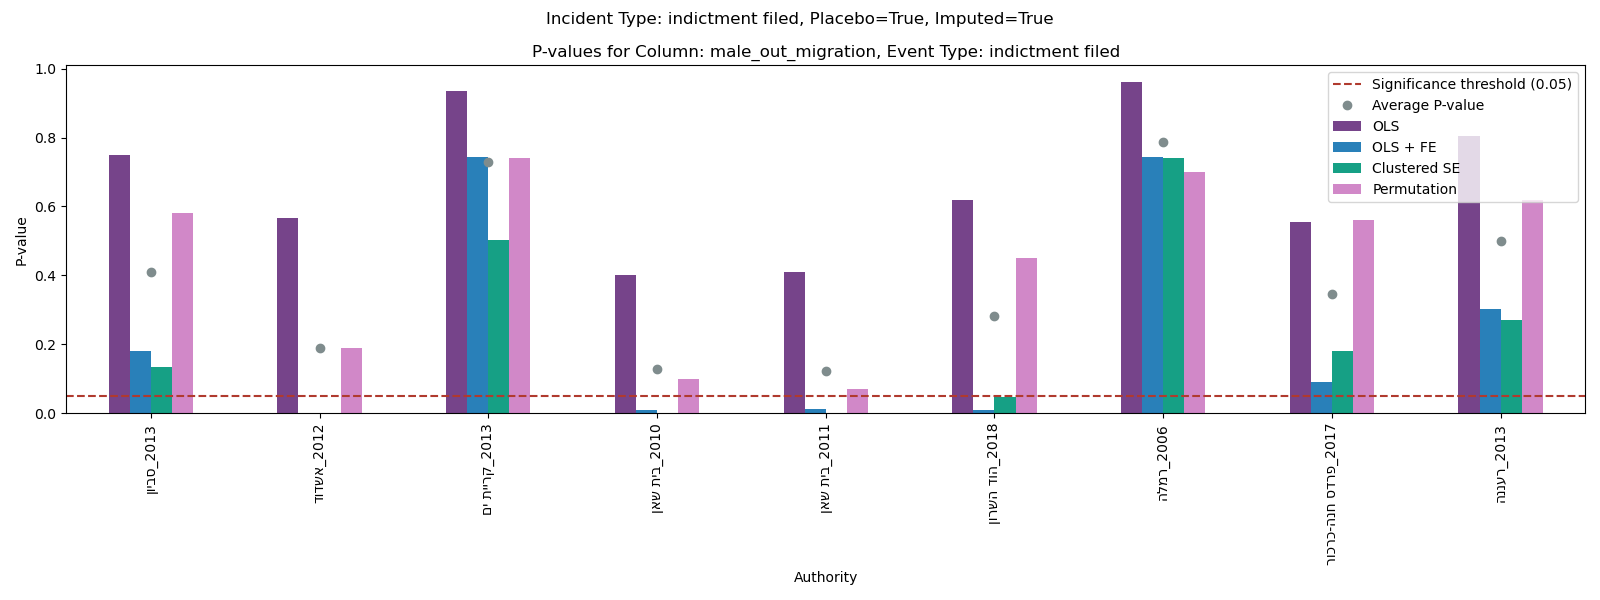 Incident Type: indictment filed, Placebo=True, Imputed=True
P-values for Column: male_out_migration, Event Type: indictment filed
P-value
1.0
0.8
0.6
0.4
0.2
0.0
Significance threshold (0.05)
Average P-value
OLS
OLS + FE
Clustered SE
Permutation
סביון_2013
אשדוד_2012
קריית ים_2013
בית שאן_2010
בית שאן_2011
הוד השרון_2018
רמלה_2006
פרדס חנה-כרכור_2017
רעננה_2013
Authority